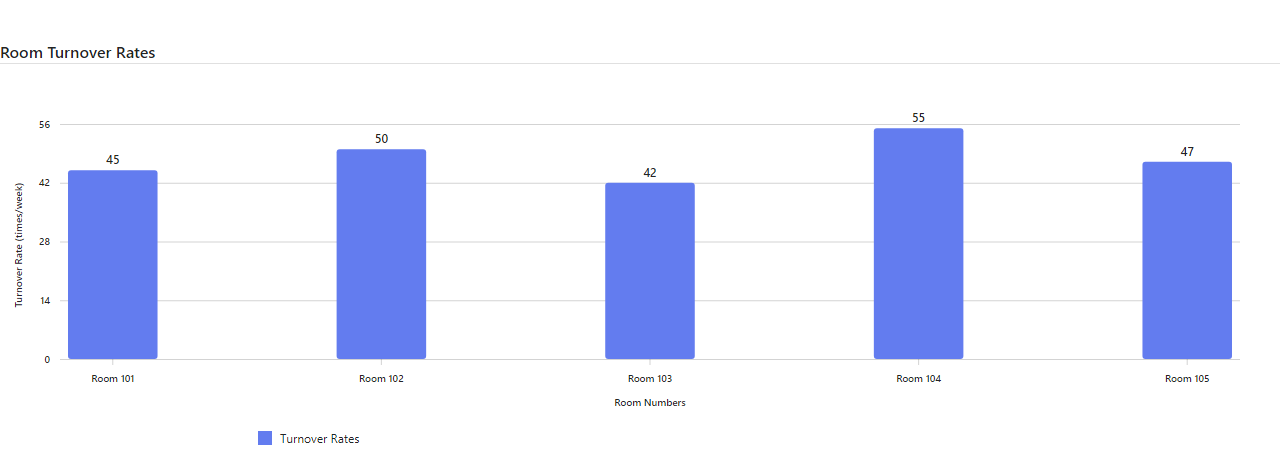 Room Turnover Rates
56
42
28
14
0
Turnover Rate (times/week)
45
50
42
55
47
Room 101
Room 102
Room 103
Room 104
Room 105
Room Numbers
Turnover Rates